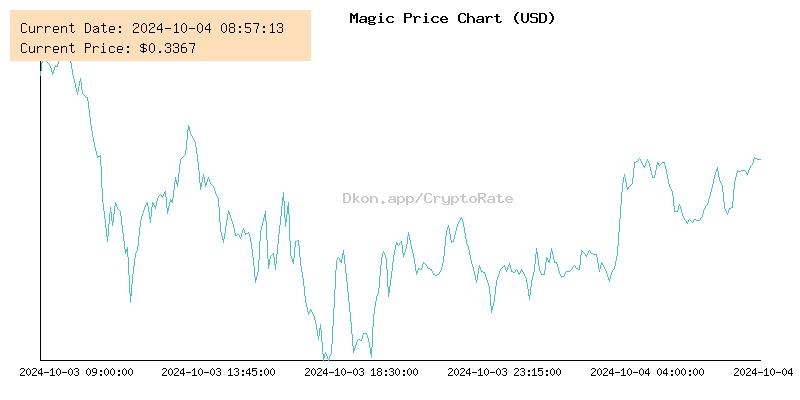 Magic Price Chart (USD)
Current Date: 2024-10-04 08:57:13
Current Price: $0.3367
Dkon.app/CryptoRate
2024-10-03 09:00:00 2024-10-03 13:45:00 2024-10-03 18:30:00 2024-10-03 23:15:00 2024-10-04 04:00:00 2024-10-04